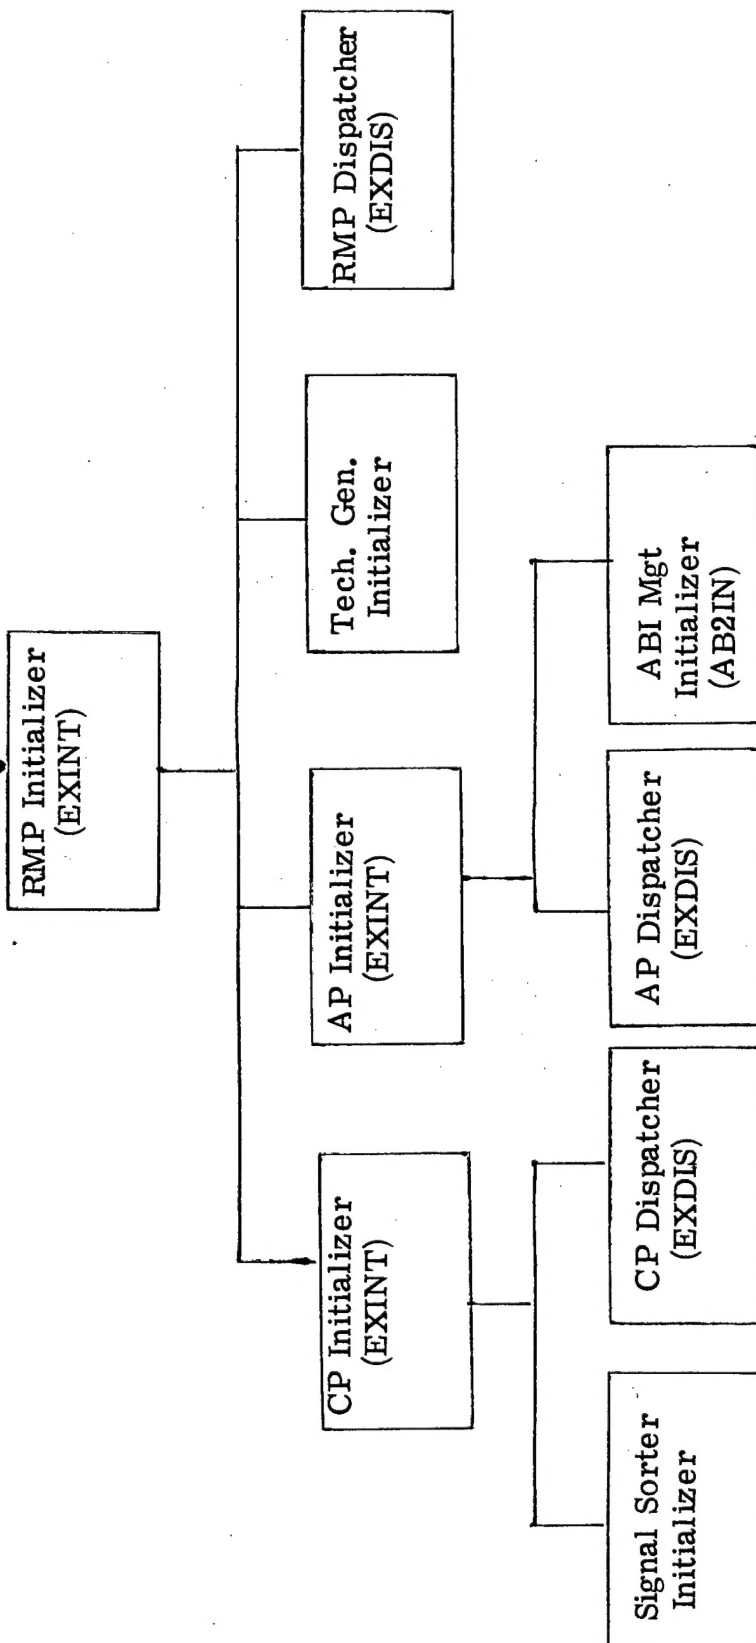 RMP Initializer
(EXINT)
CP Initializer
(EXINT)
AP Initializer
(EXINT)
Tech. Gen.
Initializer
RMP Dispatcher
(EXDIS)
Signal Sorter
Initializer
CP Dispatcher
(EXDIS)
AP Dispatcher
(EXDIS)
ABI Mgt
Initializer
(AB2IN)